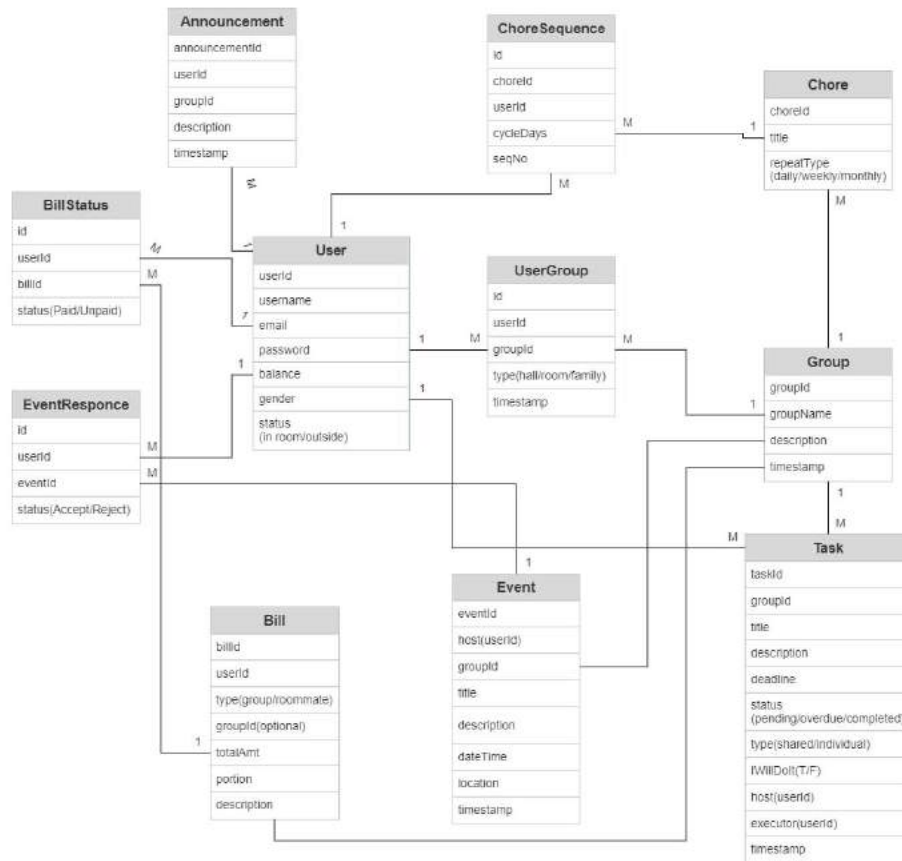 Announcement
announcementId
userId
groupId
description
timestamp
ChoreSequence
id
choreId
userId
cycleDays
seqNo
Chore
choreId
title
repeatType
(daily/weekly/monthly)
BillStatus
id
userId
billId
status(Paid/Unpaid)
User
userId
username
email
password
balance
gender
status
(in room/outside)
UserGroup
id
userId
groupId
type(hall/room/family)
timestamp
Group
groupId
groupName
description
timestamp
EventResponce
id
userId
eventId
status(Accept/Reject)
Task
taskId
groupId
title
description
deadline
status
(pending/overdue/completed)
type(shared/individual)
IWillDoIt(T/F)
host(userId)
executor(userId)
timestamp
Event
eventId
host(userId)
groupId
title
description
dateTime
location
timestamp
Bill
billId
userId
type(group/roommate)
groupId(optional)
totalAmt
portion
description
M
1
M
1
M
1
M
1
M
1
M
1
M
1
M
1
M
1
M
1
M
1
M
1